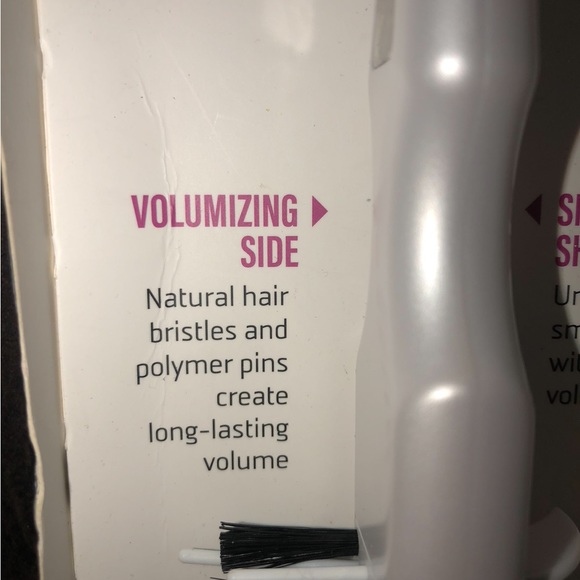 VOLUMIZING
SIDE
Natural hair
bristles and
polymer pins
create
long-lasting
volume